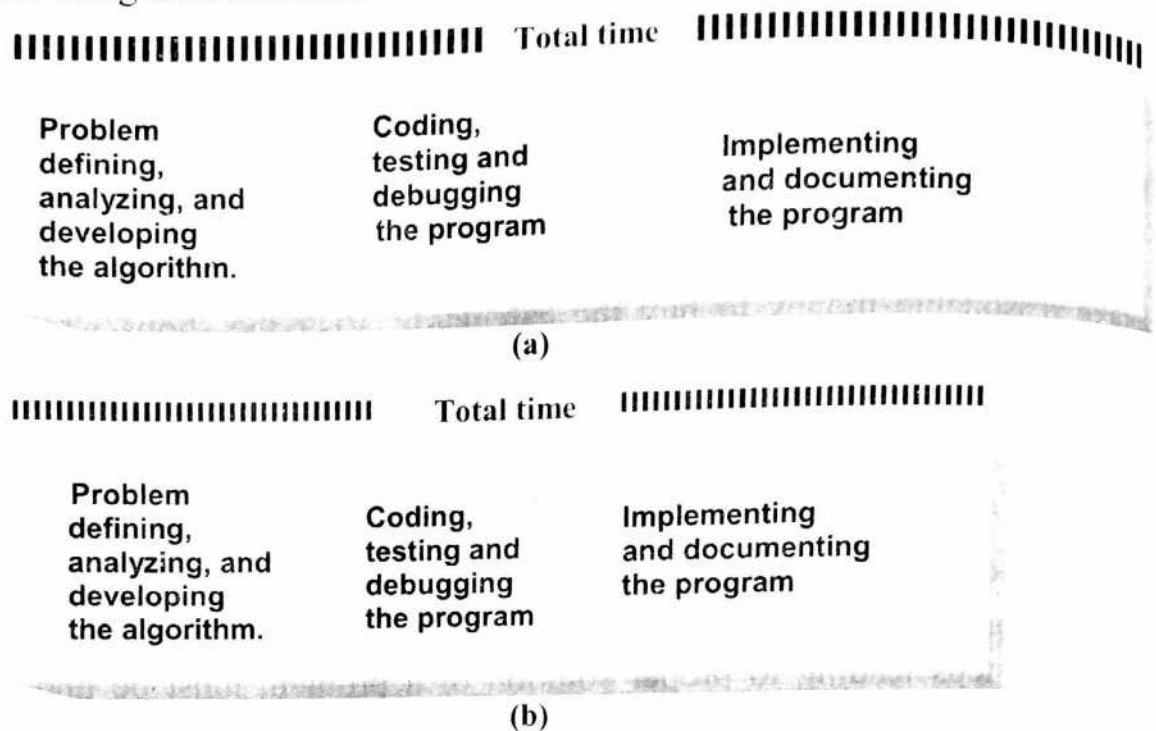 Total time
Problem
defining,
analyzing, and
developing
the algorithm.
Coding,
testing and
debugging
the program
Implementing
and documenting
the program
(a)
Total time
Problem
defining,
analyzing, and
developing
the algorithm.
Coding,
testing and
debugging
the program
Implementing
and documenting
the program
(b)